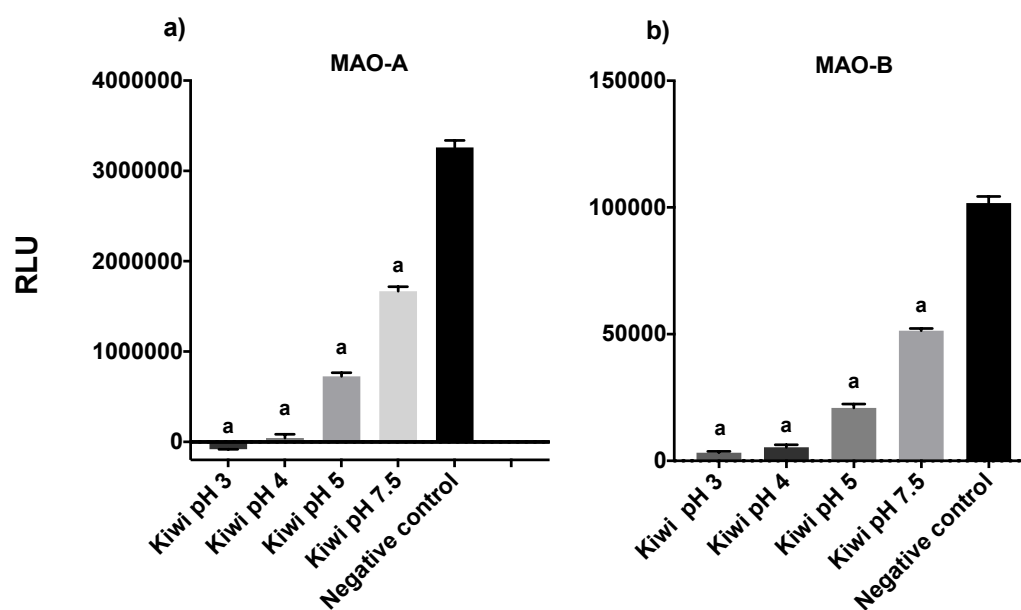 a)
MAO-A
RLU
4000000
3000000
2000000
1000000
0
a
a
a
a
Kiwi pH 3
Kiwi pH 4
Kiwi pH 5
Kiwi pH 7.5
Negative control
b)
MAO-B
150000
100000
50000
0
a
a
a
a
Kiwi pH 3
Kiwi pH 4
Kiwi pH 5
Kiwi pH 7.5
Negative control